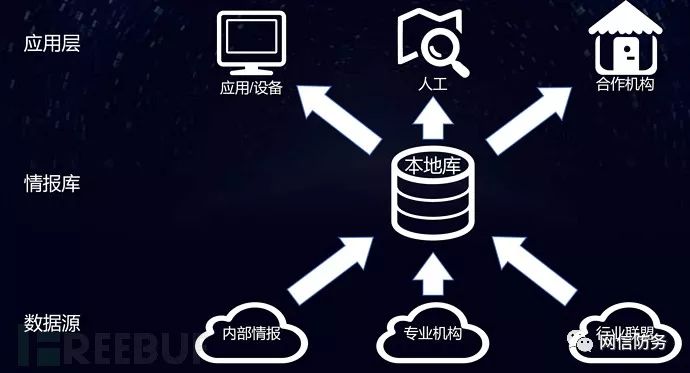 应用层
应用/设备
人工
合作机构
情报库
本地库
数据源
内部情报
专业机构
行业联盟
FREEBUF
网信防务